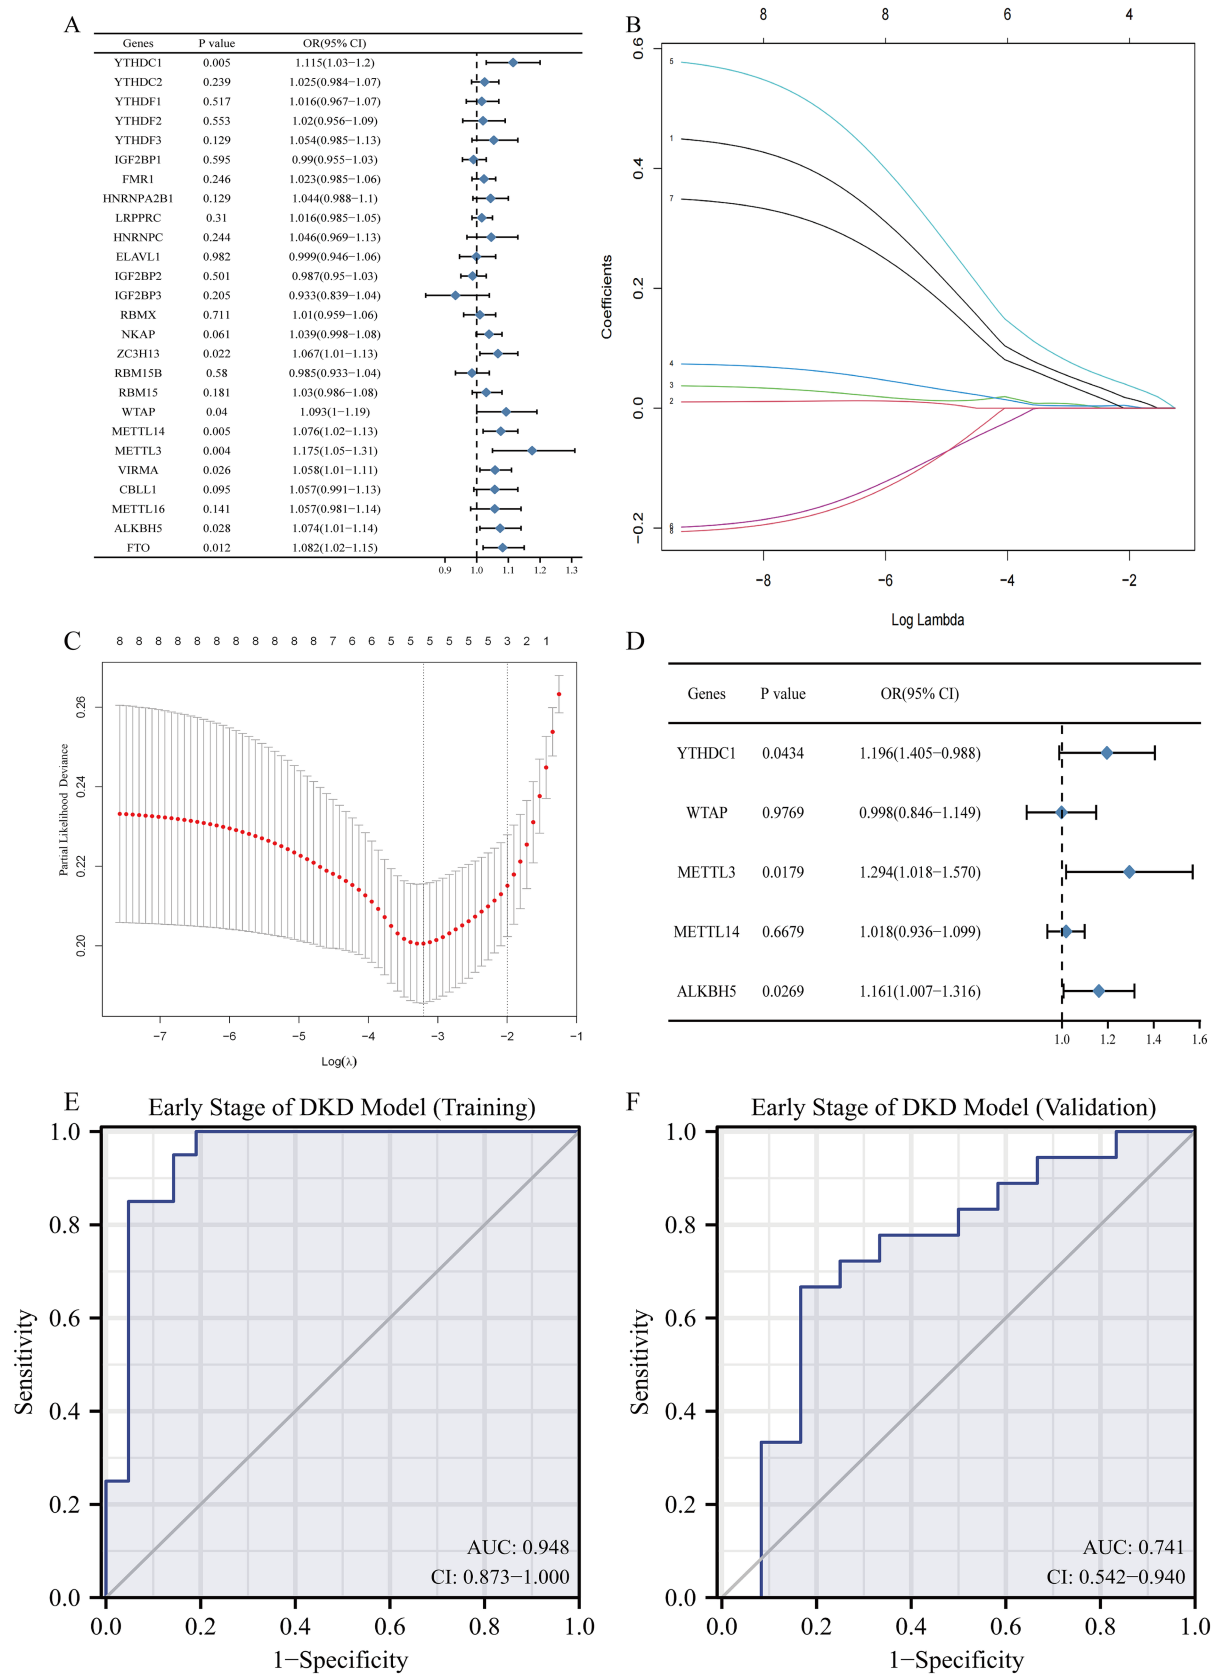 A
Genes P value OR(95% CI)
YTHDC1 0.005 1.115(1.03−1.2)
YTHDC2 0.239 1.025(0.984−1.07)
YTHDF1 0.517 1.016(0.967−1.07)
YTHDF2 0.553 1.02(0.956−1.09)
YTHDF3 0.129 1.054(0.985−1.13)
IGF2BP1 0.595 0.99(0.955−1.03)
FMR1 0.246 1.023(0.985−1.06)
HNRNPA2B1 0.129 1.044(0.988−1.1)
LRPPRC 0.31 1.016(0.985−1.05)
HNRNPC 0.244 1.046(0.969−1.13)
ELAVL1 0.982 0.999(0.946−1.06)
IGF2BP2 0.501 0.987(0.95−1.03)
IGF2BP3 0.205 0.933(0.839−1.04)
RBMX 0.711 1.01(0.959−1.06)
NKAP 0.061 1.039(0.998−1.08)
ZC3H13 0.022 1.067(1.01−1.13)
RBM15B 0.58 0.985(0.933−1.04)
RBM15 0.181 1.03(0.986−1.08)
WTAP 0.04 1.093(1−1.19)
METTL14 0.005 1.076(1.02−1.13)
METTL3 0.004 1.175(1.05−1.31)
VIRMA 0.026 1.058(1.01−1.11)
CBLL1 0.095 1.057(0.991−1.13)
METTL16 0.141 1.057(0.981−1.14)
ALKBH5 0.028 1.074(1.01−1.14)
FTO 0.012 1.082(1.02−1.15)
0.9 1.0 1.1 1.2 1.3
B
8 8 6 4
0.6
0.4
0.2
0.0
−0.2
Coefficients
5
1
7
4
3
2
6
8
−8 −6 −4 −2
Log Lambda
C
8 8 8 8 8 8 8 8 8 8 8 7 6 6 5 5 5 5 5 5 3 2 1
0.26
0.24
0.22
0.20
Partial Likelihood Deviance
−7 −6 −5 −4 −3 −2 −1
Log(λ)
D
Genes P value OR(95% CI)
YTHDC1 0.0434 1.196(1.405−0.988)
WTAP 0.9769 0.998(0.846−1.149)
METTL3 0.0179 1.294(1.018−1.570)
METTL14 0.6679 1.018(0.936−1.099)
ALKBH5 0.0269 1.161(1.007−1.316)
1.0 1.2 1.4 1.6
E
Early Stage of DKD Model (Training)
1.0
0.8
0.6
0.4
0.2
0.0
Sensitivity
AUC: 0.948
CI: 0.873−1.000
0.0 0.2 0.4 0.6 0.8 1.0
1−Specificity
F
Early Stage of DKD Model (Validation)
1.0
0.8
0.6
0.4
0.2
0.0
Sensitivity
AUC: 0.741
CI: 0.542−0.940
0.0 0.2 0.4 0.6 0.8 1.0
1−Specificity